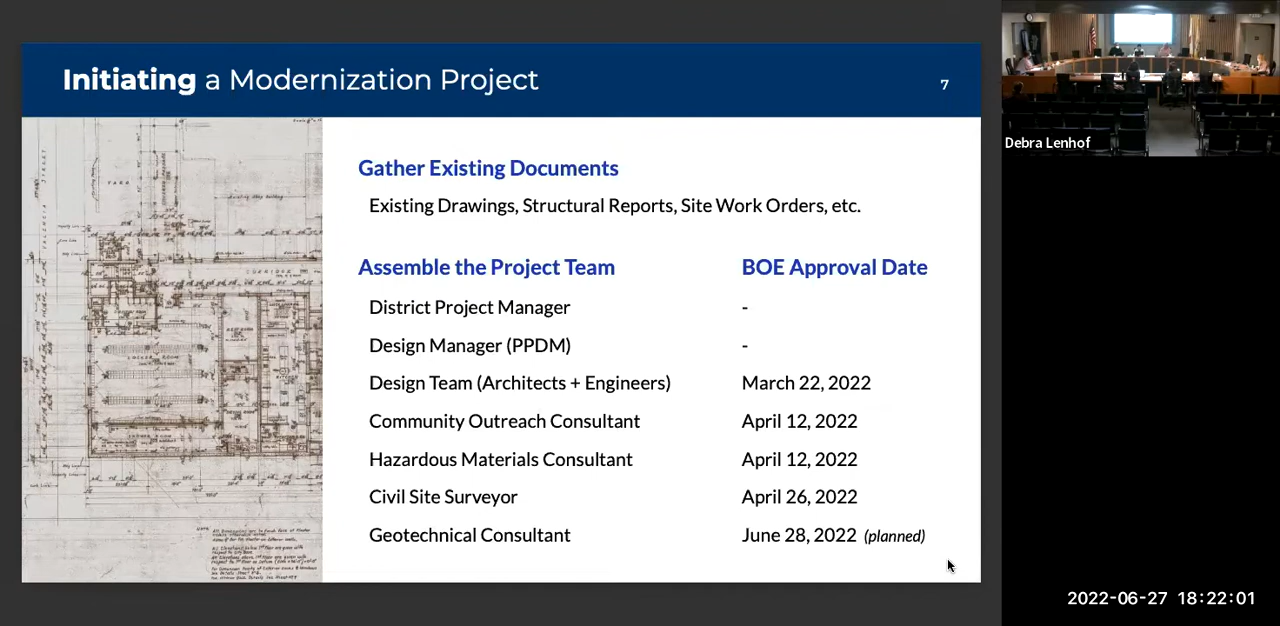 Initiating a Modernization Project
7
Gather Existing Documents
Existing Drawings, Structural Reports, Site Work Orders, etc.
Assemble the Project Team BOE Approval Date
District Project Manager -
Design Manager (PPDM) -
Design Team (Architects + Engineers) March 22, 2022
Community Outreach Consultant April 12, 2022
Hazardous Materials Consultant April 12, 2022
Civil Site Surveyor April 26, 2022
Geotechnical Consultant June 28, 2022 (planned)
Debra Lenhof
2022-06-27 18:22:01